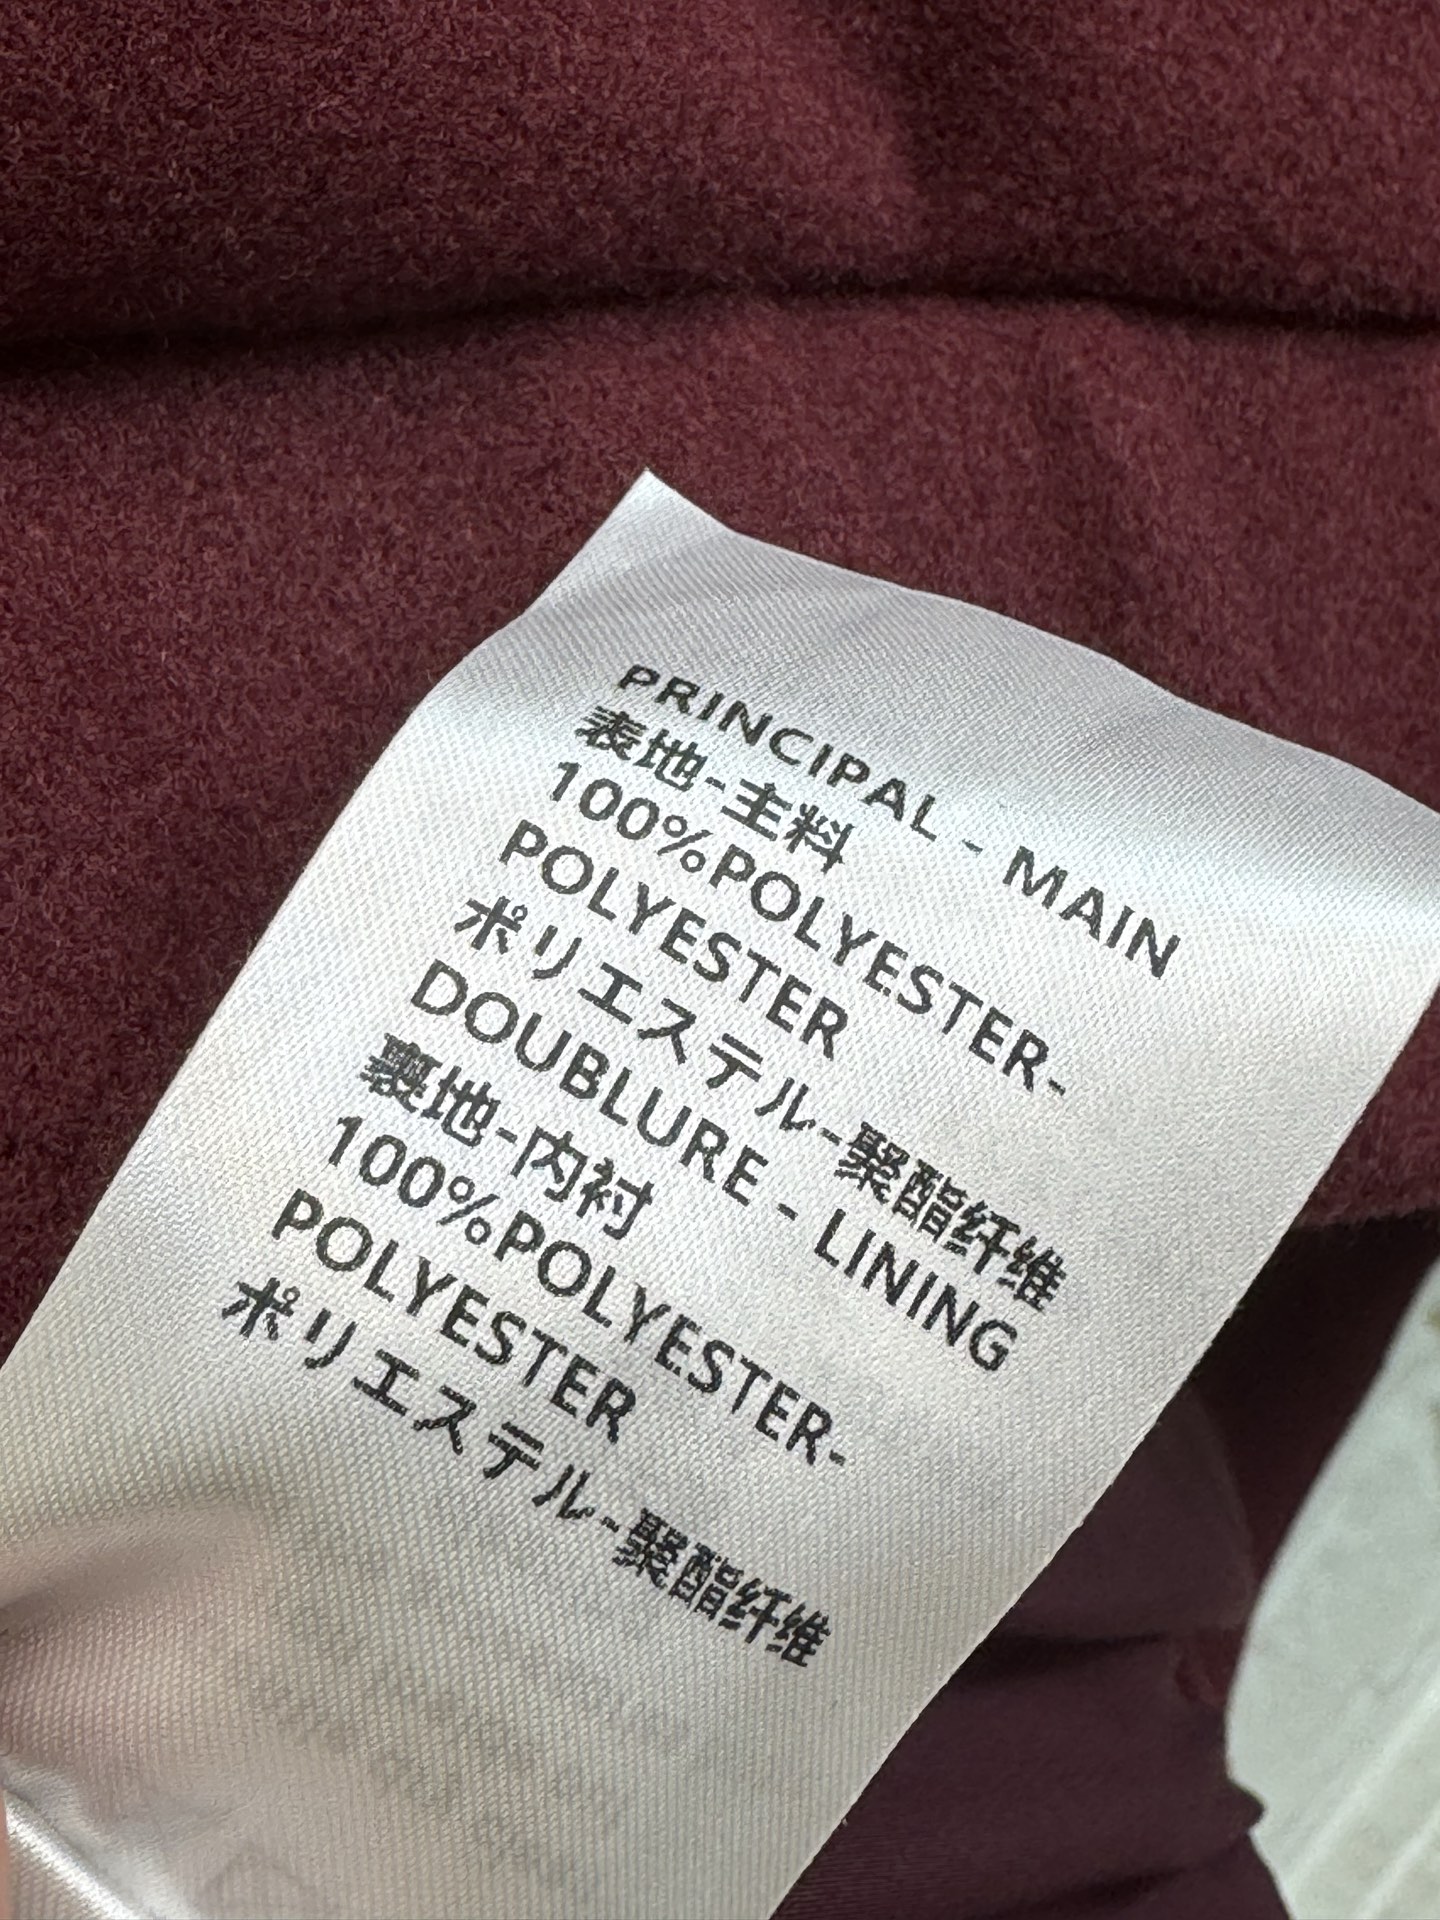 PRINCIPAL - MAIN
表地-主料
100%POLYESTER-
POLYESTER
ポリエステル-聚酯纤维
DOUBLURE - LINING
裏地-内衬
100%POLYESTER-
POLYESTER
ポリエステル-聚酯纤维